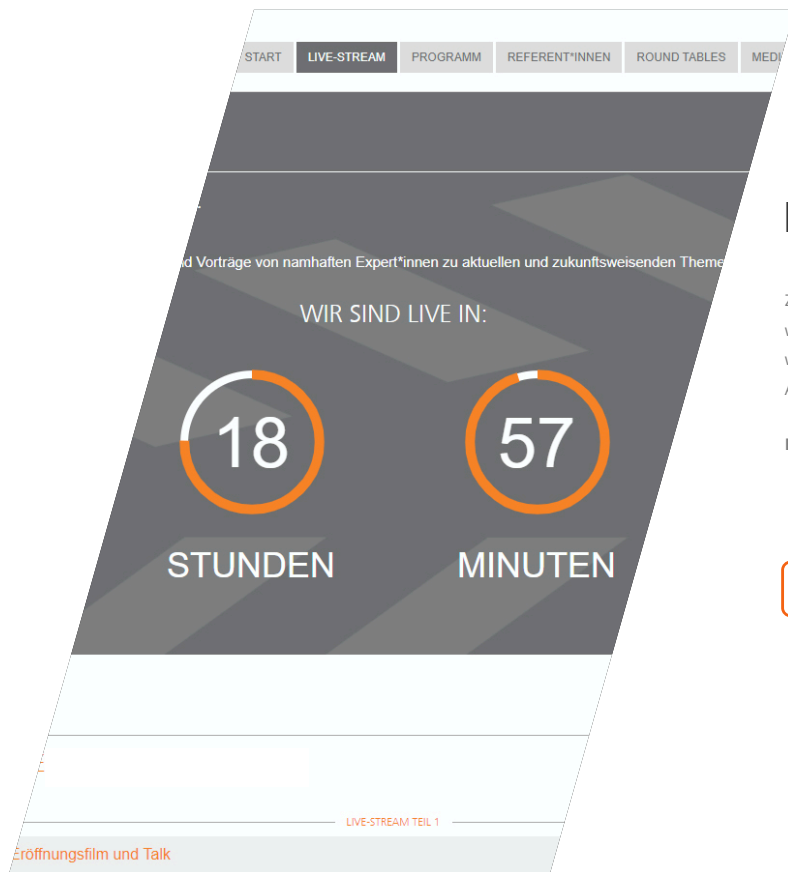 START LIVE-STREAM PROGRAMM REFERENT*INNEN ROUND TABLES
Vorträge von namhaften Expert*innen zu aktuellen und zukunftsweisenden
WIR SIND LIVE IN:
18 57
STUNDEN MINUTEN
LIVE-STREAM TEIL 1
Eröffnungsfilm und Talk